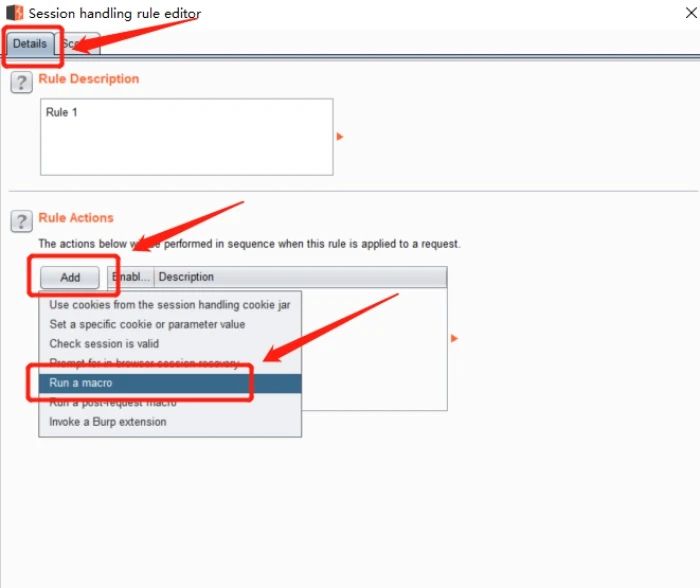 Session handling rule editor
Details
Rule Description
Rule 1
Rule Actions
The actions below be performed in sequence when this rule is applied to a request.
Add Enabl... Description
Use cookies from the session handling cookie jar
Set a specific cookie or parameter value
Check session is valid
Prompt for in browser session recovery
Run a macro
Run a post-request macro
Invoke a Burp extension